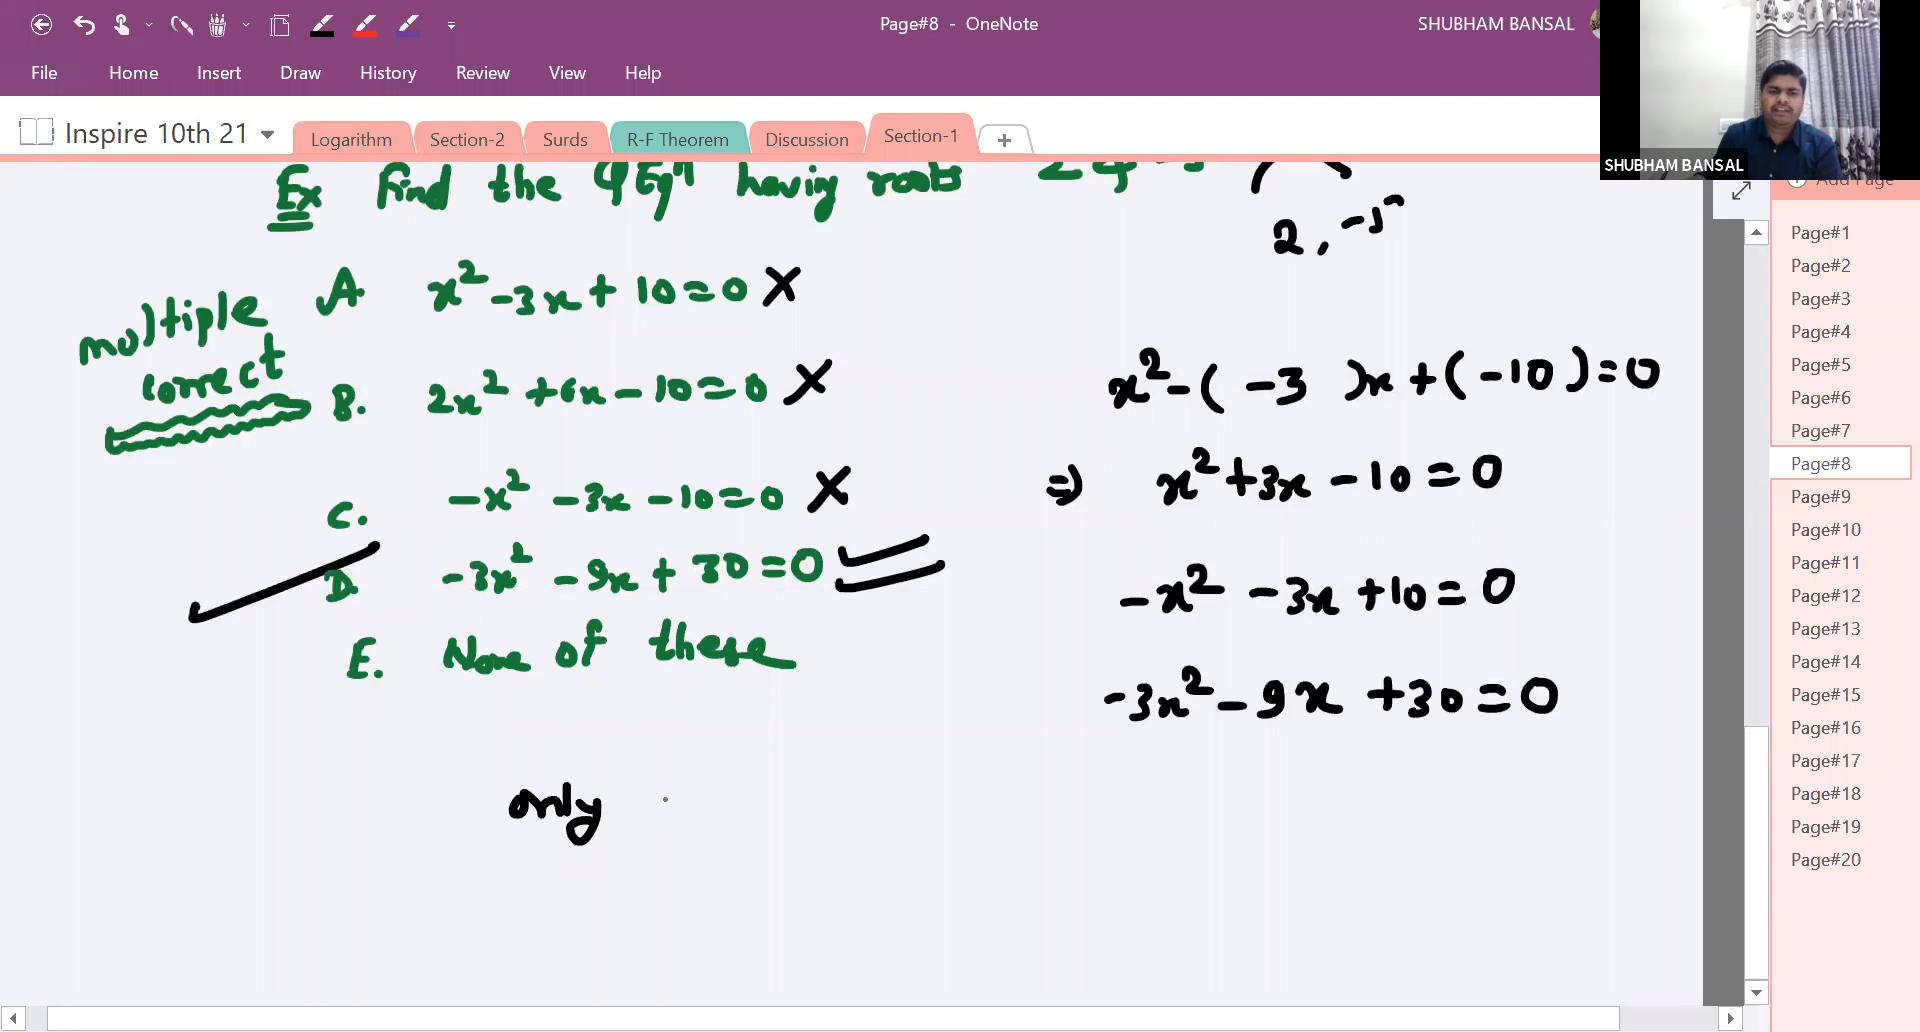 Page#8 - OneNote
SHUBHAM BANSAL
File Home Insert Draw History Review View Help
Inspire 10th 21
Logarithm Section-2 Surds R-F Theorem Discussion Section-1 +
SHUBHAM BANSAL
Add Page
Ex Find the QEqn having roots 2 &
2, -5
multiple correct
A. x² -3x + 10 = 0 X
B. 2x² + 6x - 10 = 0 X
C. -x² - 3x - 10 = 0 X
D. -3x² - 9x + 30 = 0
E. None of these
x² - ( -3 )x + ( -10 ) = 0
=> x² + 3x - 10 = 0
-x² - 3x + 10 = 0
-3x² - 9x + 30 = 0
only
Page#1
Page#2
Page#3
Page#4
Page#5
Page#6
Page#7
Page#8
Page#9
Page#10
Page#11
Page#12
Page#13
Page#14
Page#15
Page#16
Page#17
Page#18
Page#19
Page#20